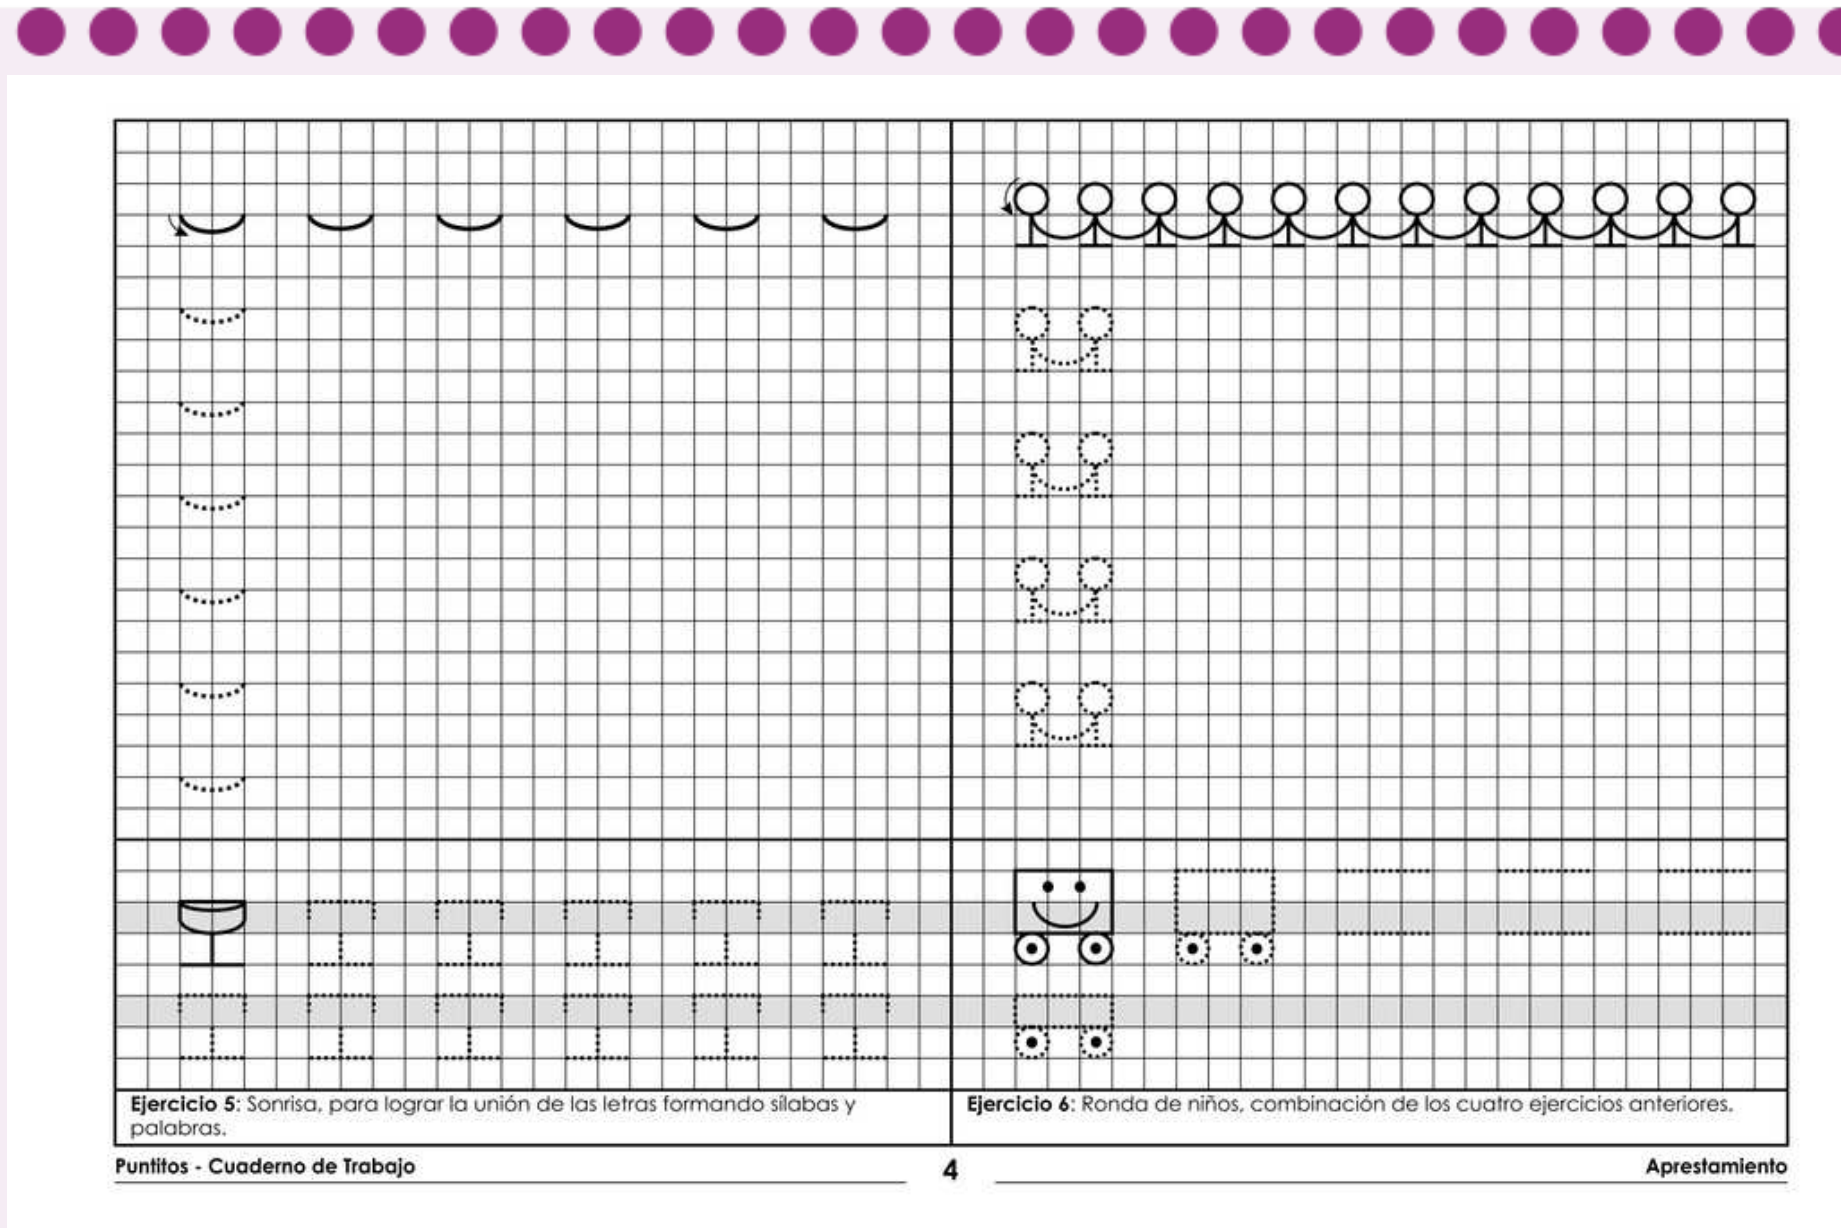 Ejercicio 5: Sonrisa, para lograr la unión de las letras formando sílabas y
palabras.
Ejercicio 6: Ronda de niños, combinación de los cuatro ejercicios anteriores.
Puntitos - Cuaderno de Trabajo
4
Aprestamiento